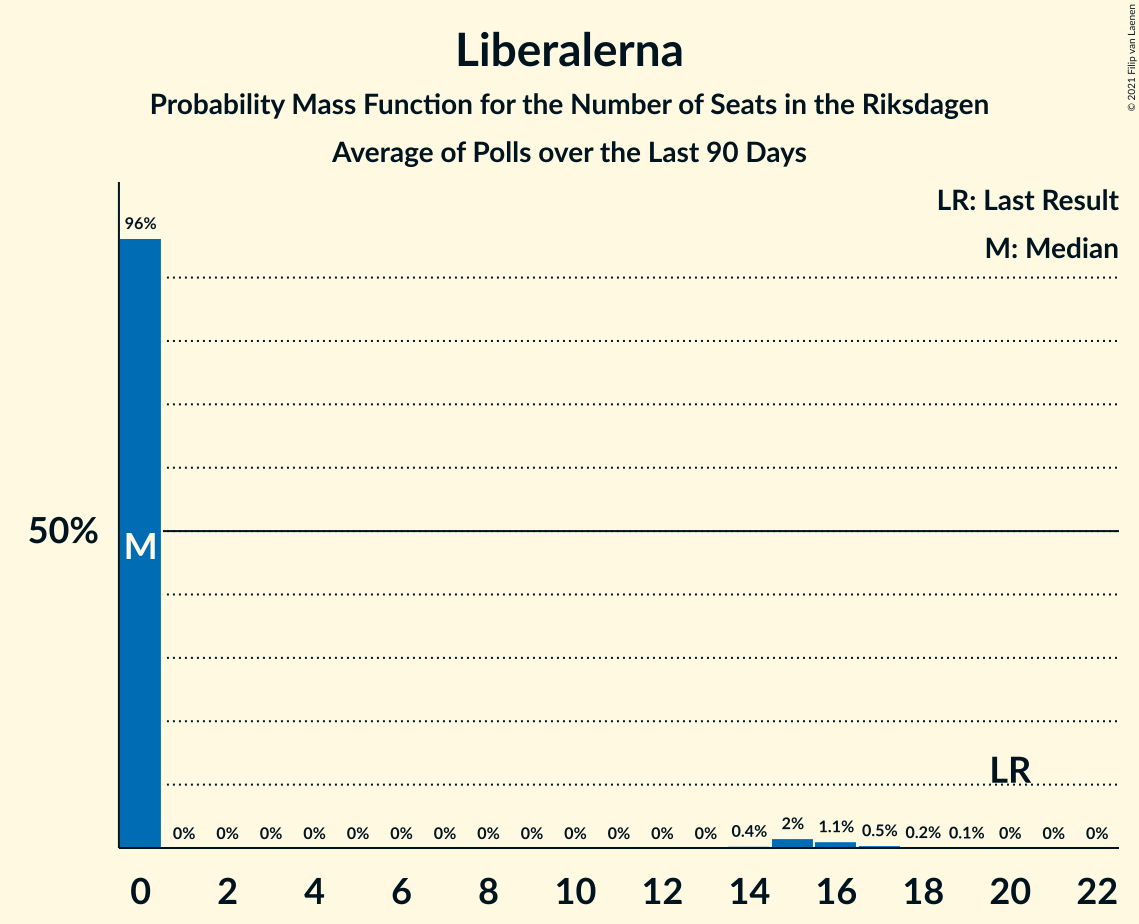 Liberalerna
Probability Mass Function for the Number of Seats in the Riksdagen
Average of Polls over the Last 90 Days
© 2021 Filip van Laenen
LR: Last Result
M: Median
96%
50%
M
LR
0% 0% 0% 0% 0% 0% 0% 0% 0% 0% 0% 0% 0% 0.4% 2% 1.1% 0.5% 0.2% 0.1% 0% 0% 0%
0 2 4 6 8 10 12 14 16 18 20 22